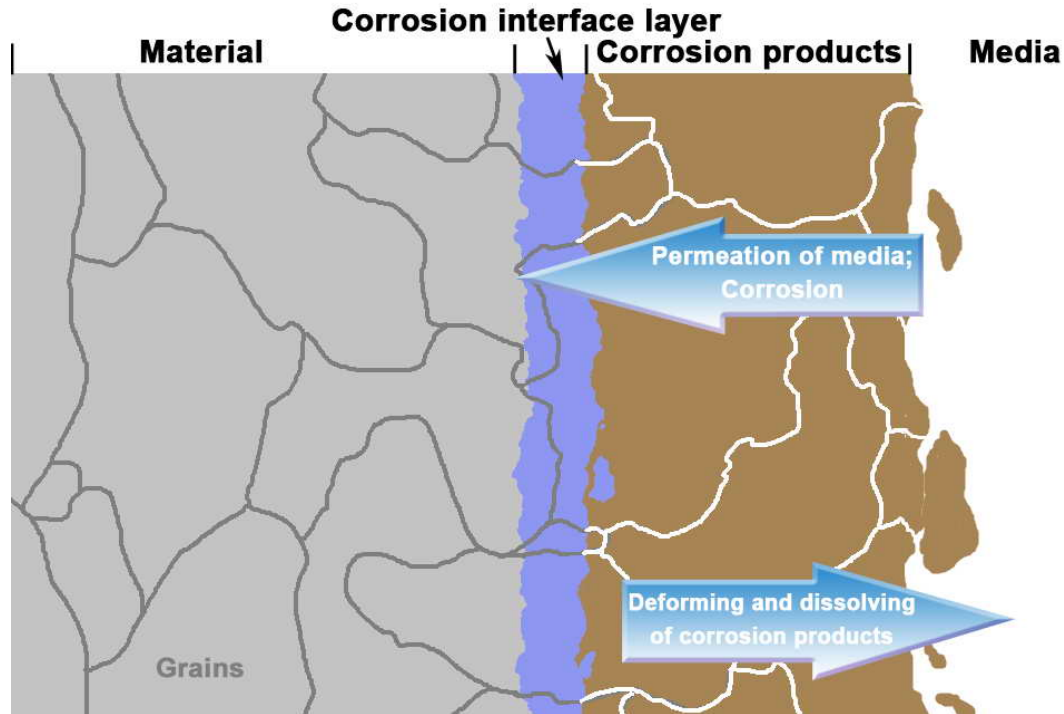 Corrosion interface layer
Material
Corrosion products
Media
Permeation of media;
Corrosion
Deforming and dissolving
of corrosion products
Grains